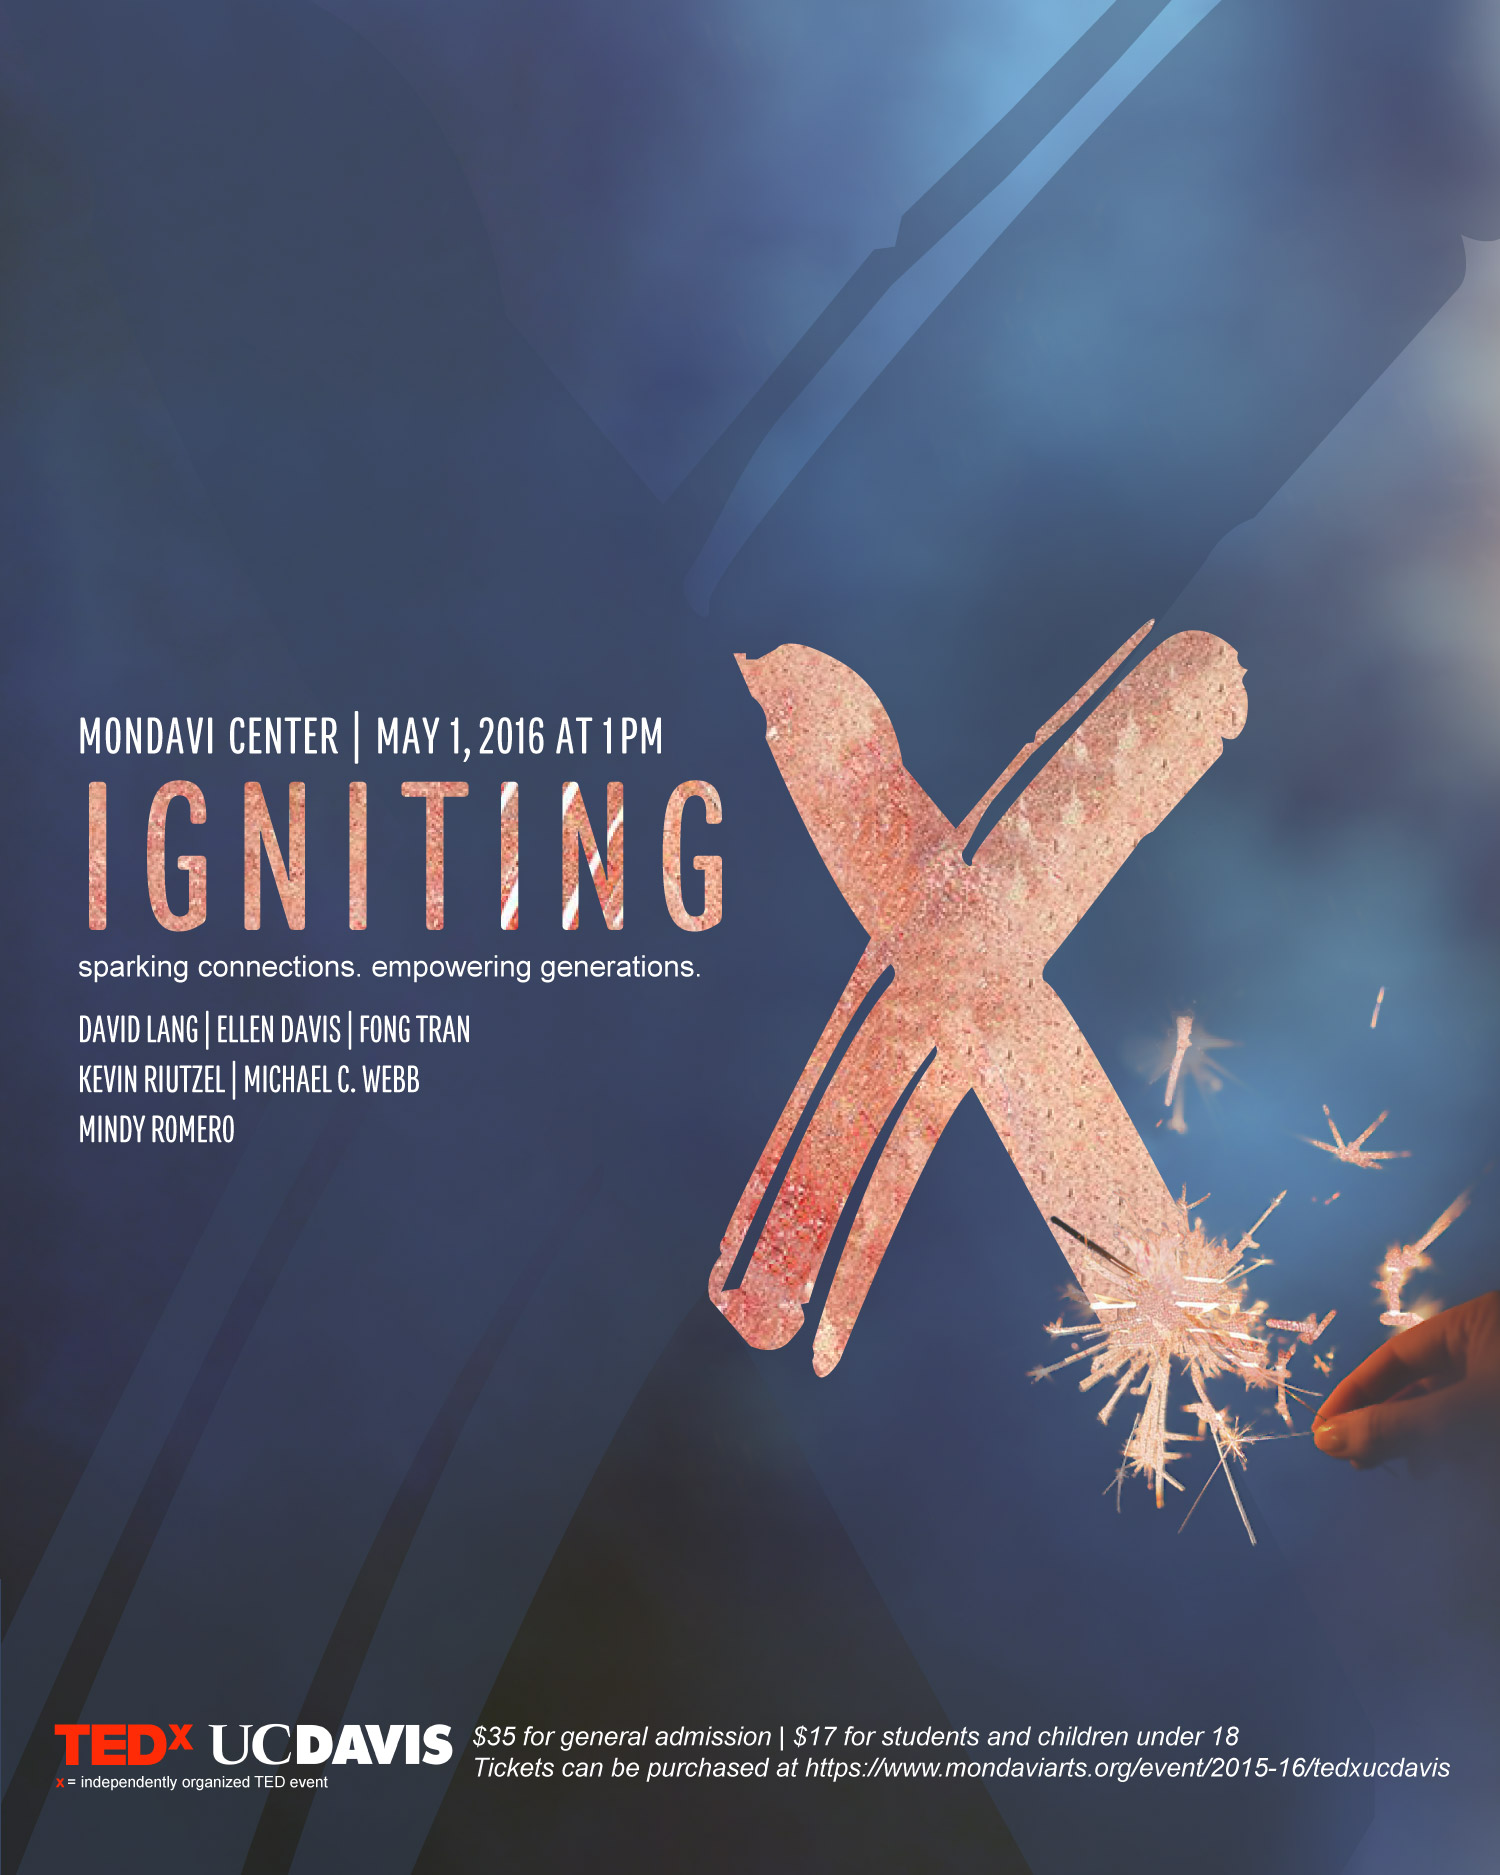 MONDAVI CENTER | MAY 1, 2016 AT 1 PM
IGNITING X
sparking connections. empowering generations.
DAVID LANG | ELLEN DAVIS | FONG TRAN
KEVIN RIUTZEL | MICHAEL C. WEBB
MINDY ROMERO
TEDx UCDAVIS
x = independently organized TED event
$35 for general admission | $17 for students and children under 18
Tickets can be purchased at https://www.mondaviarts.org/event/2015-16/tedxucdavis